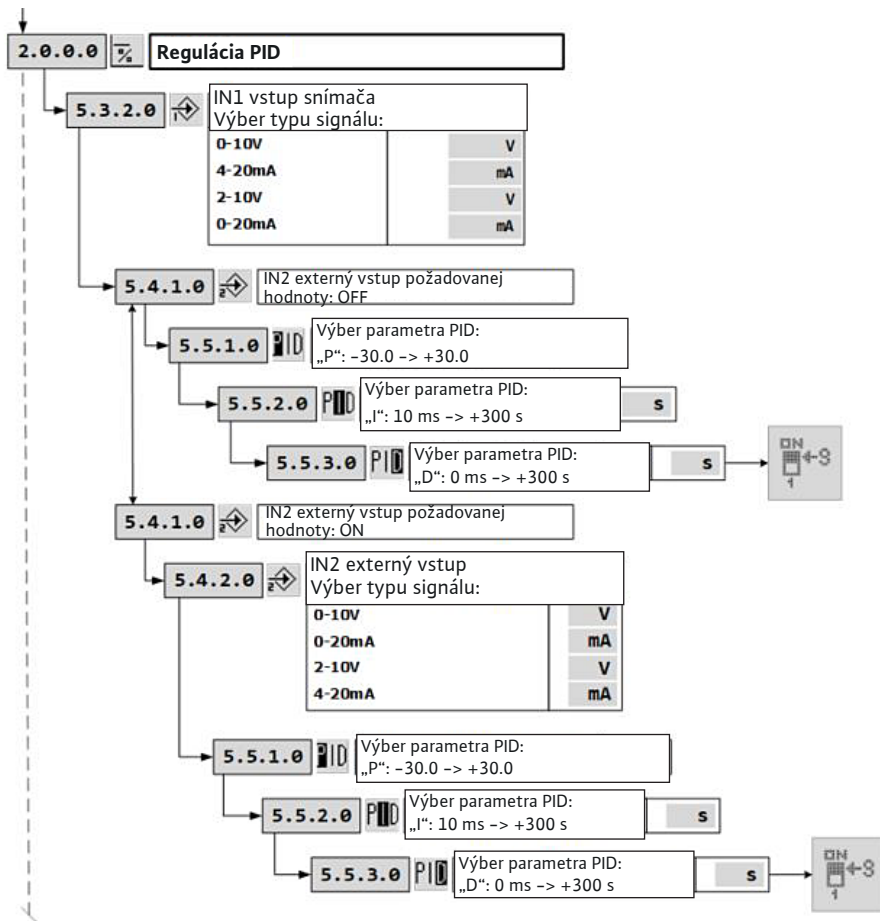 2.0.0.0 Regulácia PID
5.3.2.0 IN1 vstup snímača
Výber typu signálu:
0-10V V
4-20mA mA
2-10V V
0-20mA mA
5.4.1.0 IN2 externý vstup požadovanej
hodnoty: OFF
5.5.1.0 PID Výber parametra PID:
„P“: -30.0 -> +30.0
5.5.2.0 PID Výber parametra PID:
„I“: 10 ms -> +300 s s
5.5.3.0 PID Výber parametra PID:
„D“: 0 ms -> +300 s s
ON
S
1
5.4.1.0 2 IN2 externý vstup požadovanej
hodnoty: ON
5.4.2.0 2 IN2 externý vstup
Výber typu signálu:
0-10V V
0-20mA mA
2-10V V
4-20mA mA
5.5.1.0 PID Výber parametra PID:
„P“: -30.0 -> +30.0
5.5.2.0 PID Výber parametra PID:
„I“: 10 ms -> +300 s s
5.5.3.0 PID Výber parametra PID:
„D“: 0 ms -> +300 s s
ON
S
1